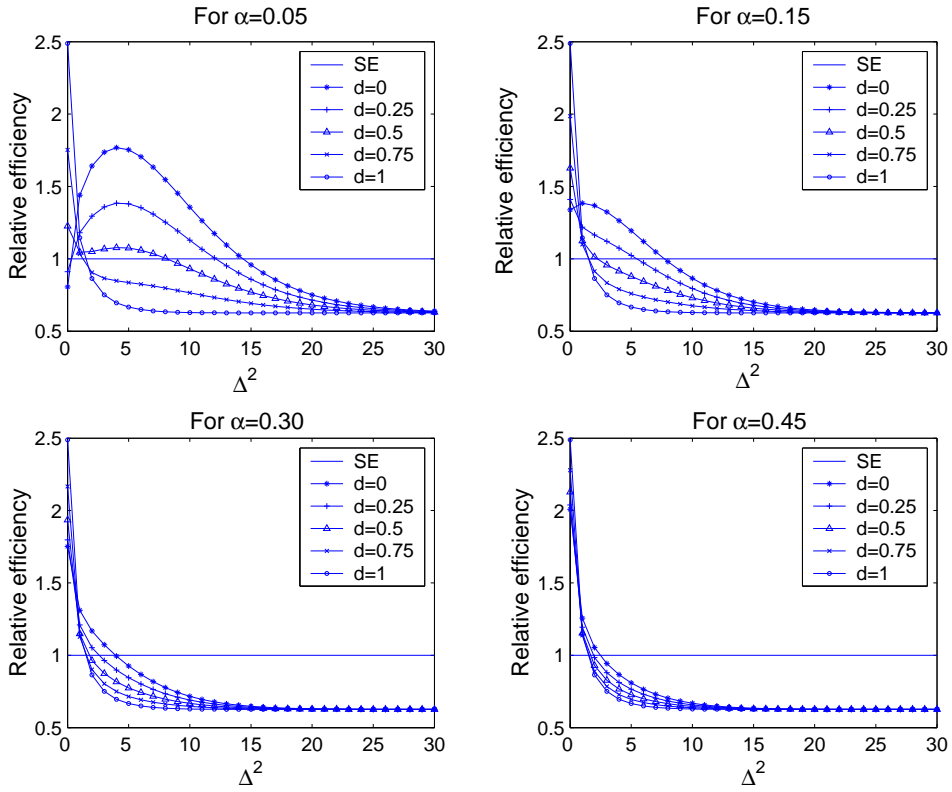 For α=0.05
2.5
2
1.5
1
0.5
Relative efficiency
0 5 10 15 20 25 30
Δ²
SE
d=0
d=0.25
d=0.5
d=0.75
d=1
For α=0.15
2.5
2
1.5
1
0.5
Relative efficiency
0 5 10 15 20 25 30
Δ²
SE
d=0
d=0.25
d=0.5
d=0.75
d=1
For α=0.30
2.5
2
1.5
1
0.5
Relative efficiency
0 5 10 15 20 25 30
Δ²
SE
d=0
d=0.25
d=0.5
d=0.75
d=1
For α=0.45
2.5
2
1.5
1
0.5
Relative efficiency
0 5 10 15 20 25 30
Δ²
SE
d=0
d=0.25
d=0.5
d=0.75
d=1